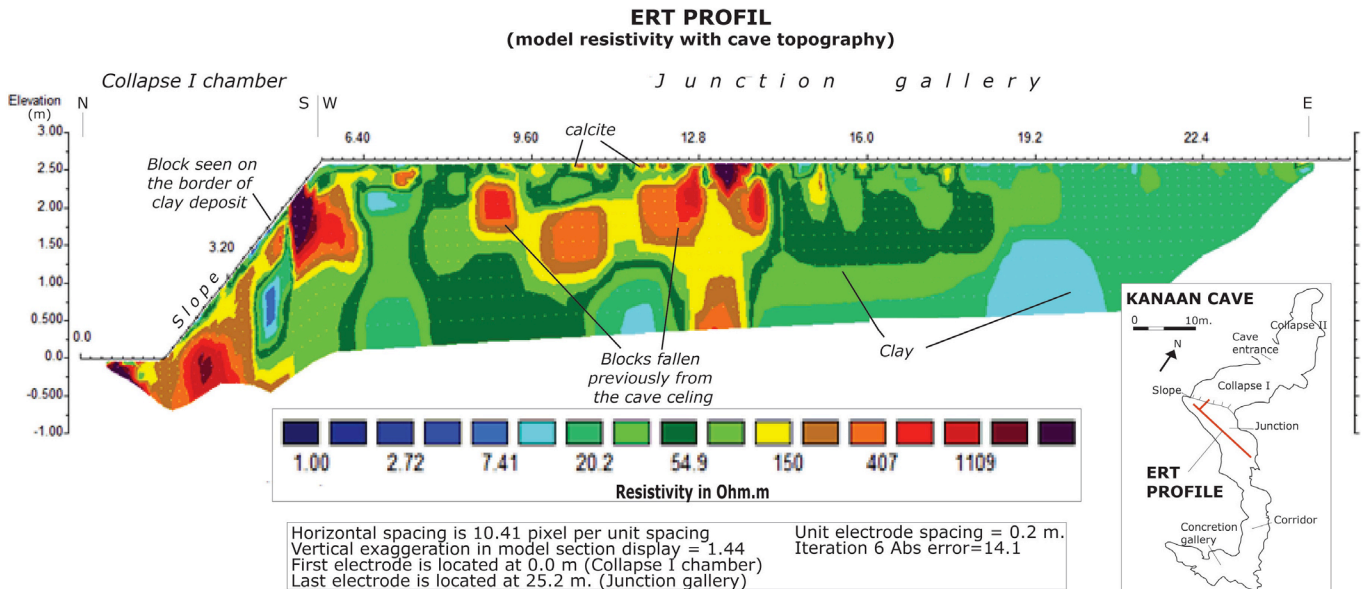 ERT PROFIL
(model resistivity with cave topography)
Collapse I chamber
Junction gallery
Elevation
(m)
N
S
W
E
3.00
2.50
2.00
1.50
1.00
0.500
0.0
-0.500
-1.00
6.40
9.60
12.8
16.0
19.2
22.4
calcite
Block seen on
the border of
clay deposit
3.20
Slope
0.0
Blocks fallen
previously from
the cave celing
Clay
1.00
2.72
7.41
20.2
54.9
150
407
1109
Resistivity in Ohm.m
Horizontal spacing is 10.41 pixel per unit spacing
Vertical exaggeration in model section display = 1.44
First electrode is located at 0.0 m (Collapse I chamber)
Last electrode is located at 25.2 m. (Junction gallery)
Unit electrode spacing = 0.2 m.
Iteration 6 Abs error=14.1
KANAAN CAVE
0 10m.
N
Collapse II
Cave
entrance
Slope
Collapse I
Junction
ERT
PROFILE
Concretion
gallery
Corridor